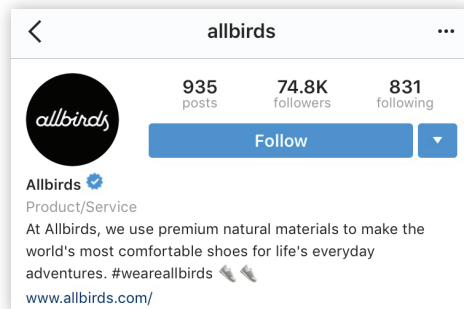 allbirds
935 74.8K 831
posts followers following
allbirds
Follow
Allbirds
Product/Service
At Allbirds, we use premium natural materials to make the
world's most comfortable shoes for life's everyday
adventures. #weareallbirds 👟👟
www.allbirds.com/